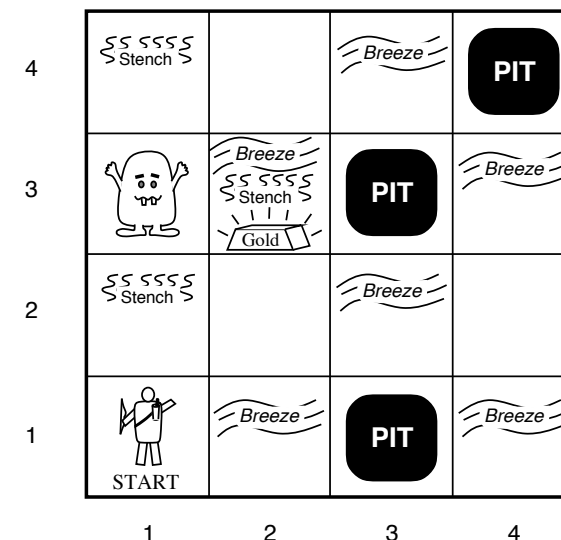 4
Stench
Breeze
PIT
3
Breeze
Stench
Gold
PIT
Breeze
2
Stench
Breeze
1
START
Breeze
PIT
Breeze
1 2 3 4